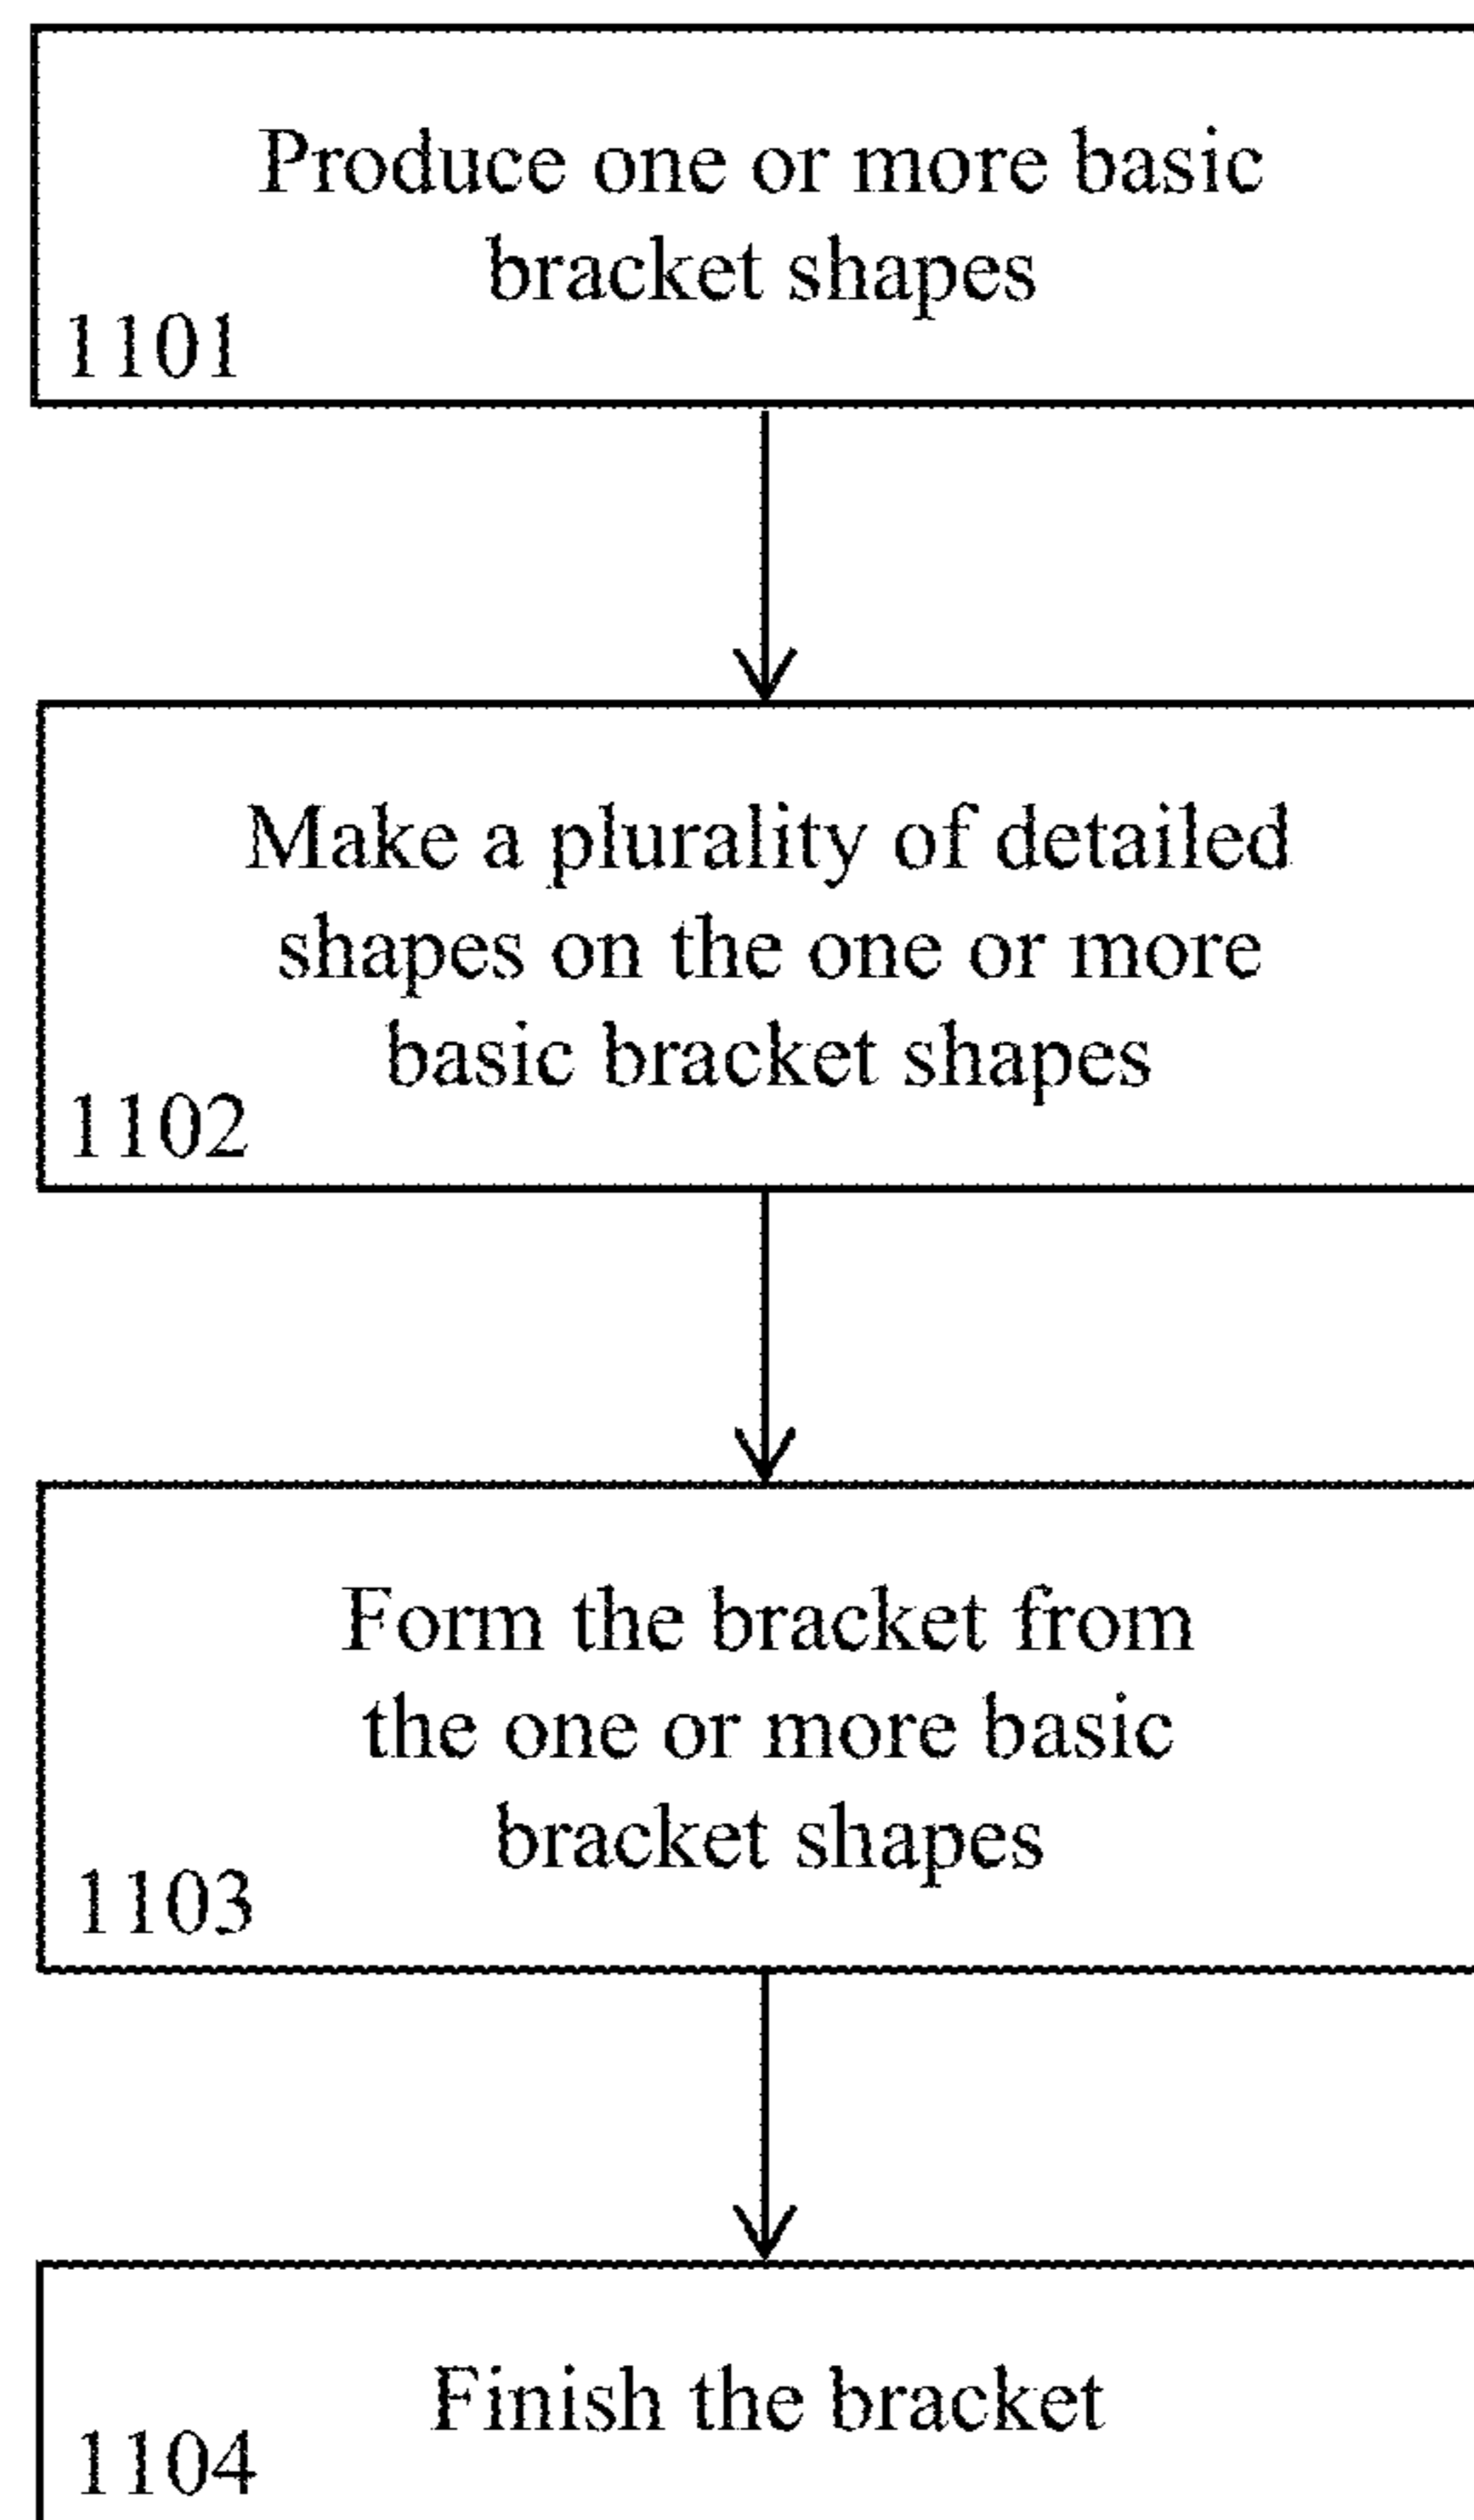 Produce one or more basic
bracket shapes
1101
Make a plurality of detailed
shapes on the one or more
basic bracket shapes
1102
Form the bracket from
the one or more basic
bracket shapes
1103
Finish the bracket
1104